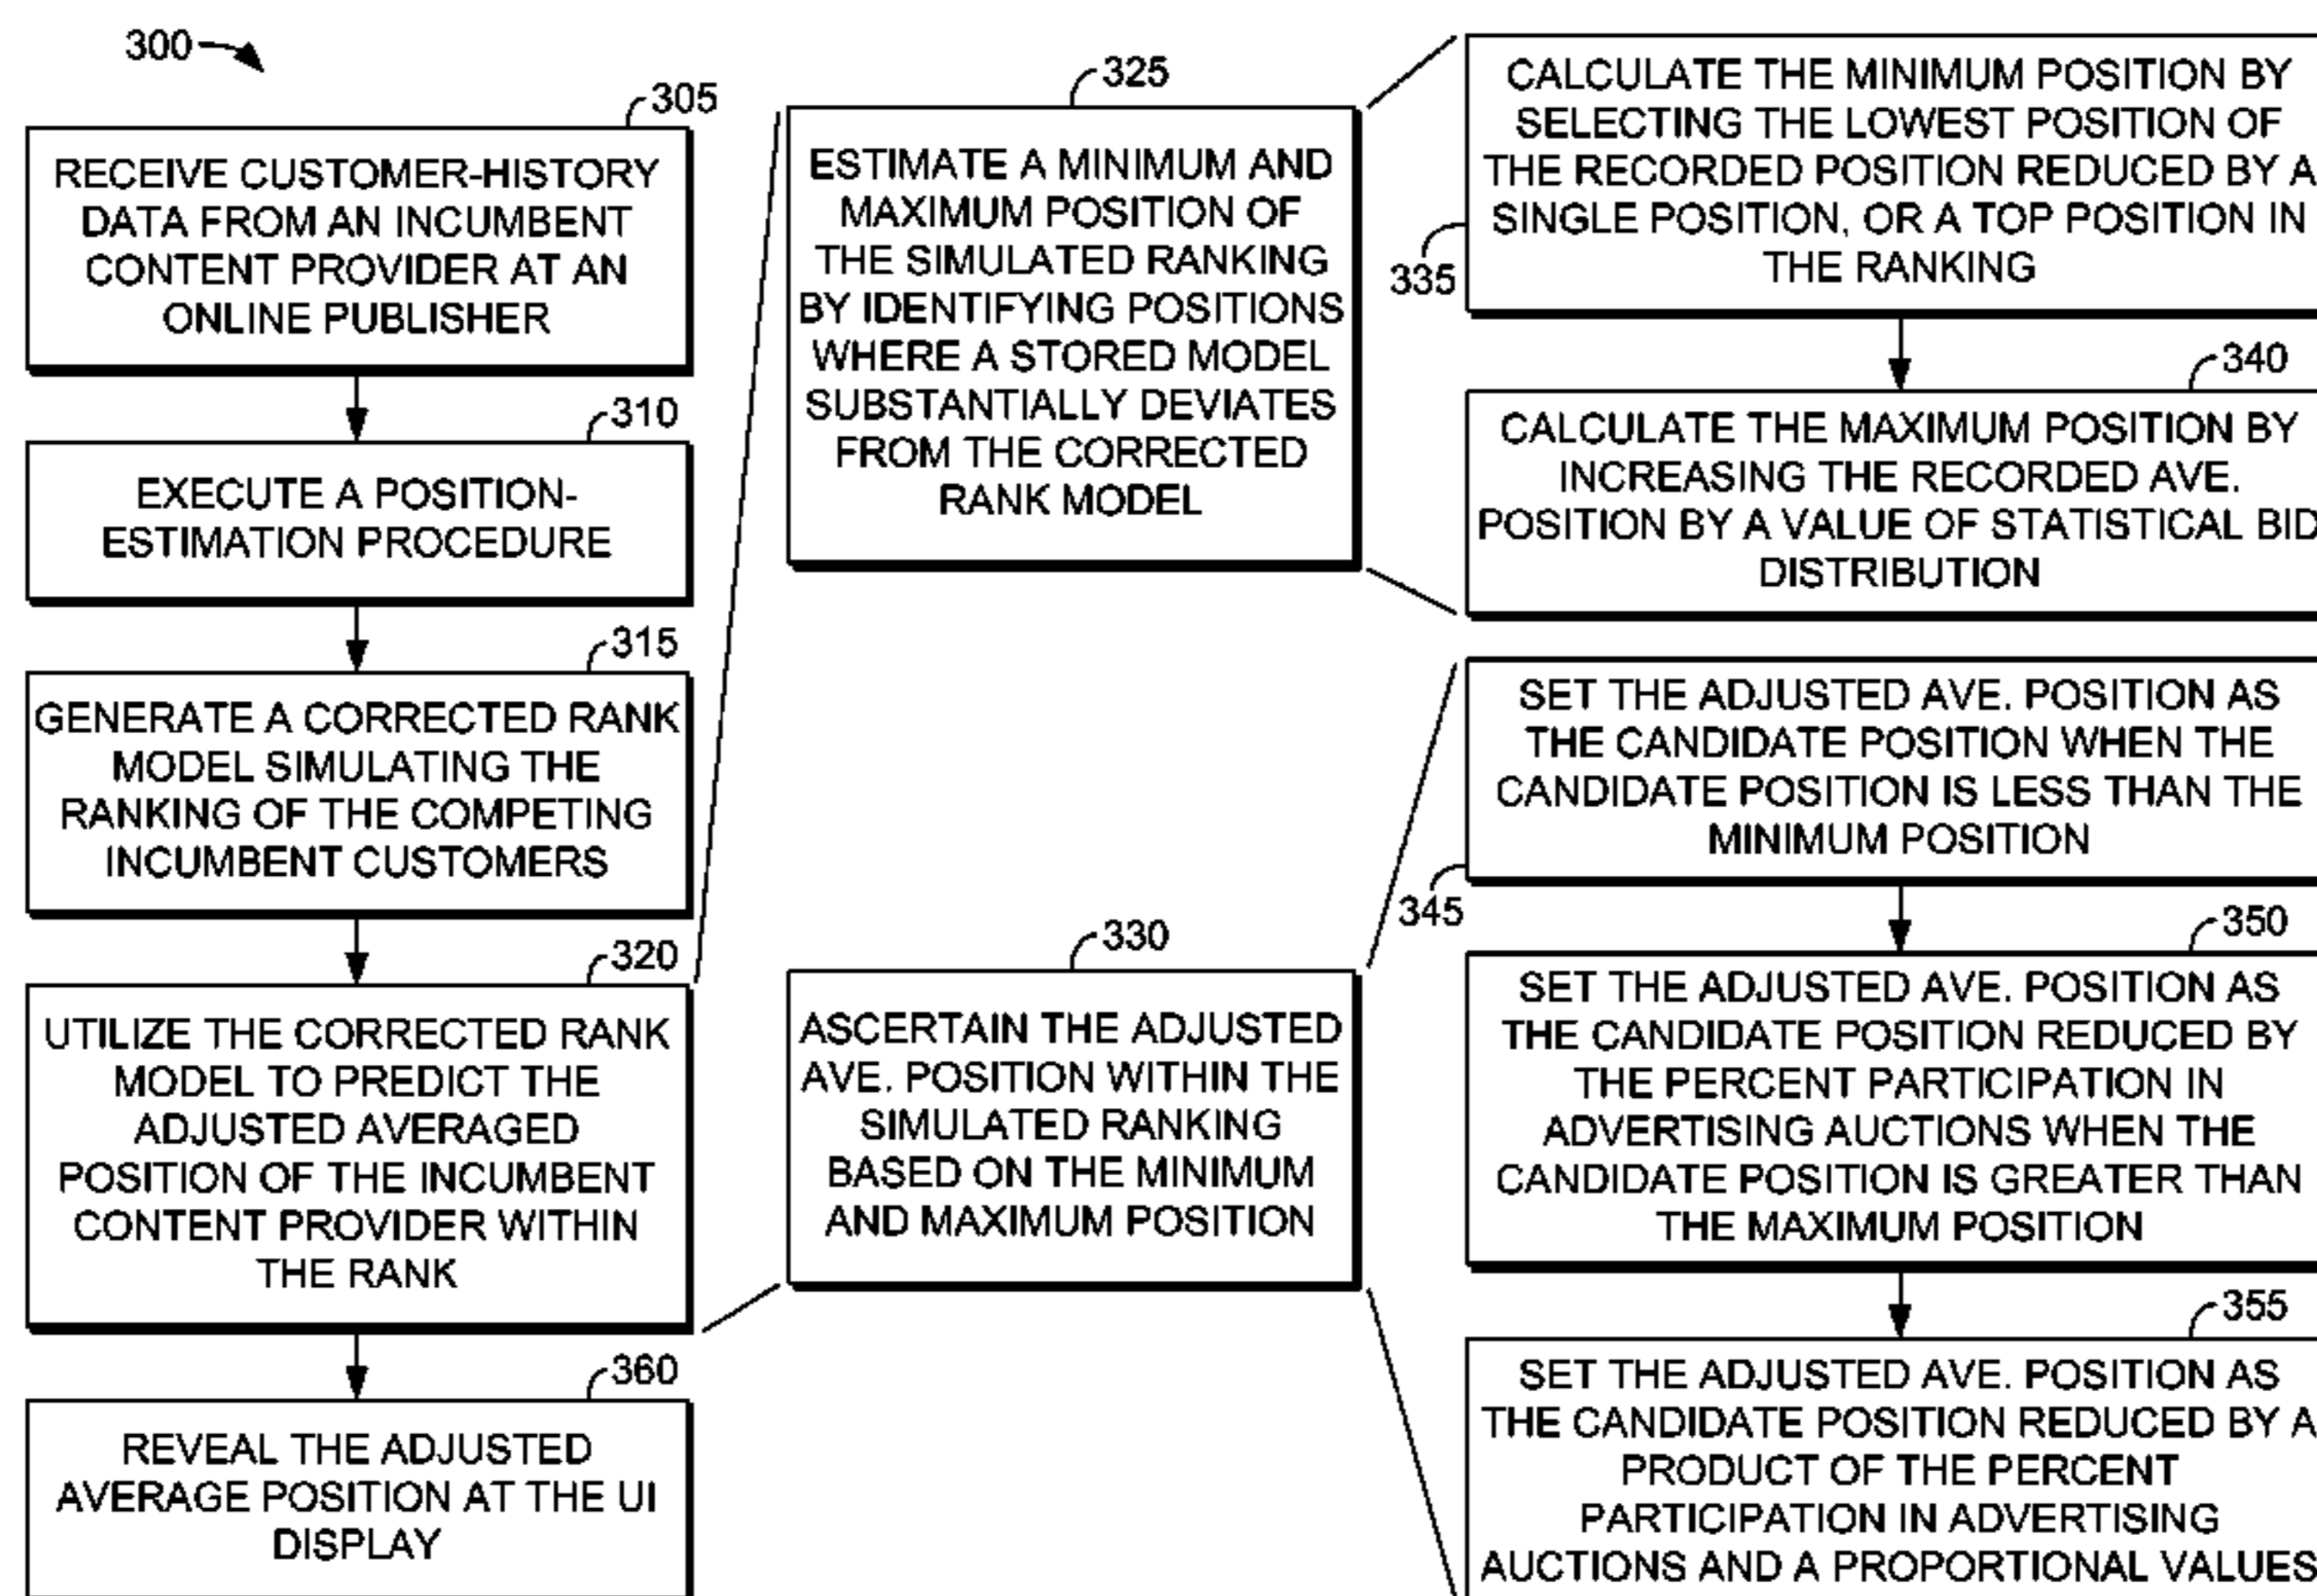 300
305
RECEIVE CUSTOMER-HISTORY
DATA FROM AN INCUMBENT
CONTENT PROVIDER AT AN
ONLINE PUBLISHER
310
EXECUTE A POSITION-
ESTIMATION PROCEDURE
315
GENERATE A CORRECTED RANK
MODEL SIMULATING THE
RANKING OF THE COMPETING
INCUMBENT CUSTOMERS
320
UTILIZE THE CORRECTED RANK
MODEL TO PREDICT THE
ADJUSTED AVERAGED
POSITION OF THE INCUMBENT
CONTENT PROVIDER WITHIN
THE RANK
360
REVEAL THE ADJUSTED
AVERAGE POSITION AT THE UI
DISPLAY
325
ESTIMATE A MINIMUM AND
MAXIMUM POSITION OF
THE SIMULATED RANKING
BY IDENTIFYING POSITIONS
WHERE A STORED MODEL
SUBSTANTIALLY DEVIATES
FROM THE CORRECTED
RANK MODEL
330
ASCERTAIN THE ADJUSTED
AVE. POSITION WITHIN THE
SIMULATED RANKING
BASED ON THE MINIMUM
AND MAXIMUM POSITION
CALCULATE THE MINIMUM POSITION BY
SELECTING THE LOWEST POSITION OF
THE RECORDED POSITION REDUCED BY A
SINGLE POSITION, OR A TOP POSITION IN
THE RANKING
335
340
CALCULATE THE MAXIMUM POSITION BY
INCREASING THE RECORDED AVE.
POSITION BY A VALUE OF STATISTICAL BID
DISTRIBUTION
SET THE ADJUSTED AVE. POSITION AS
THE CANDIDATE POSITION WHEN THE
CANDIDATE POSITION IS LESS THAN THE
MINIMUM POSITION
345
350
SET THE ADJUSTED AVE. POSITION AS
THE CANDIDATE POSITION REDUCED BY
THE PERCENT PARTICIPATION IN
ADVERTISING AUCTIONS WHEN THE
CANDIDATE POSITION IS GREATER THAN
THE MAXIMUM POSITION
355
SET THE ADJUSTED AVE. POSITION AS
THE CANDIDATE POSITION REDUCED BY A
PRODUCT OF THE PERCENT
PARTICIPATION IN ADVERTISING
AUCTIONS AND A PROPORTIONAL VALUES